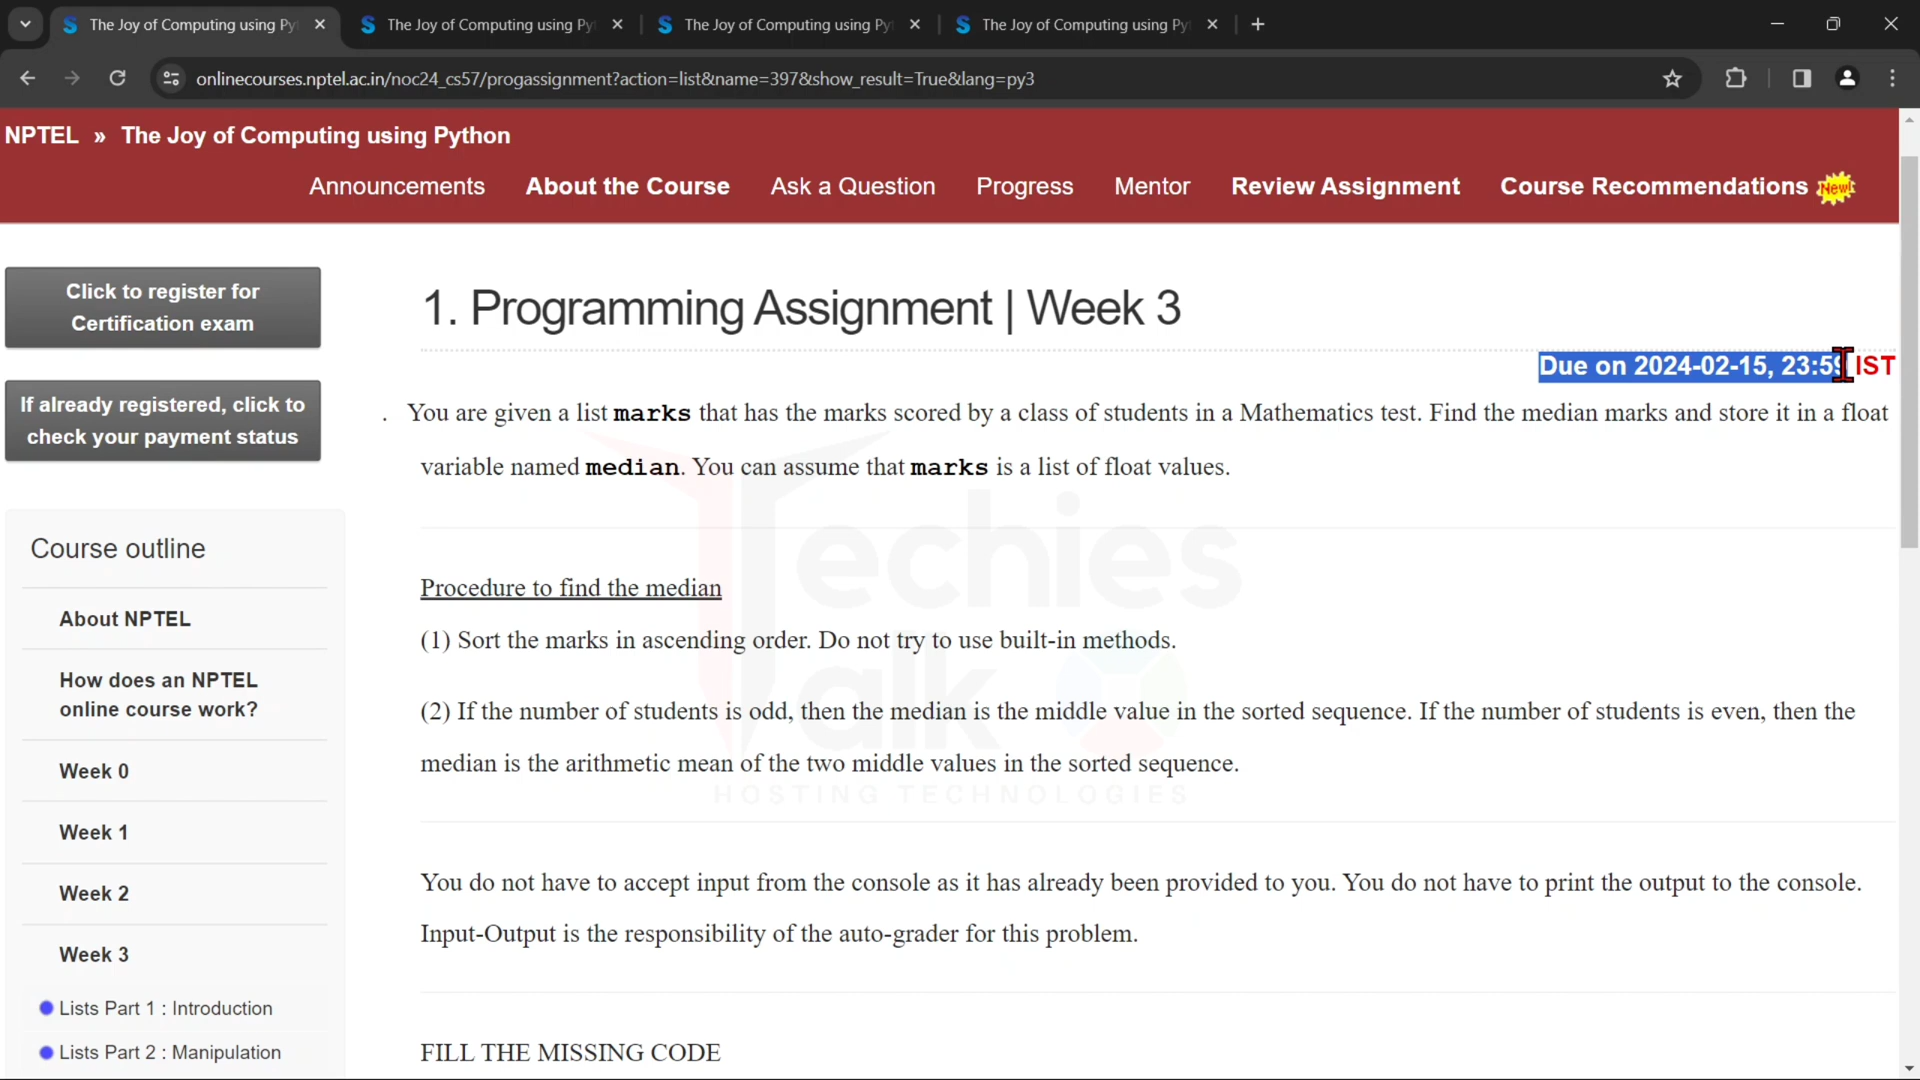 The Joy of Computing using Py
The Joy of Computing using Py
The Joy of Computing using Py
The Joy of Computing using Py
onlinecourses.nptel.ac.in/noc24_cs57/progassignment?action=list&name=397&show_result=True&lang=py3
NPTEL » The Joy of Computing using Python
Announcements About the Course Ask a Question Progress Mentor Review Assignment Course Recommendations New!
Click to register for
Certification exam
If already registered, click to
check your payment status
Course outline
About NPTEL
How does an NPTEL
online course work?
Week 0
Week 1
Week 2
Week 3
Lists Part 1 : Introduction
Lists Part 2 : Manipulation
1. Programming Assignment | Week 3
Due on 2024-02-15, 23:59 IST
. You are given a list marks that has the marks scored by a class of students in a Mathematics test. Find the median marks and store it in a float
variable named median. You can assume that marks is a list of float values.
Procedure to find the median
(1) Sort the marks in ascending order. Do not try to use built-in methods.
(2) If the number of students is odd, then the median is the middle value in the sorted sequence. If the number of students is even, then the
median is the arithmetic mean of the two middle values in the sorted sequence.
You do not have to accept input from the console as it has already been provided to you. You do not have to print the output to the console.
Input-Output is the responsibility of the auto-grader for this problem.
FILL THE MISSING CODE
Techies
Talk
HOSTING TECHNOLOGIES